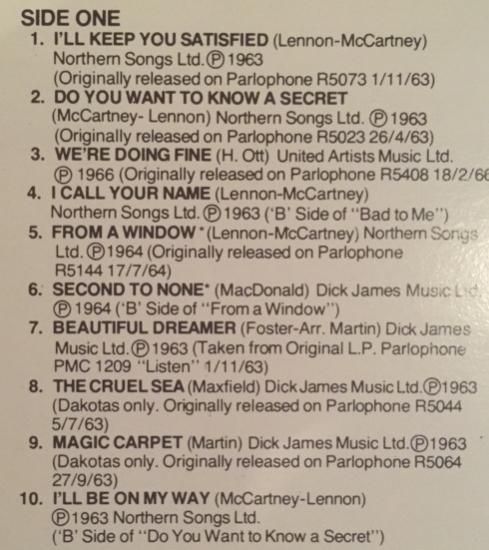 SIDE ONE
1. I'LL KEEP YOU SATISFIED (Lennon-McCartney)
Northern Songs Ltd. Ⓟ 1963
(Originally released on Parlophone R5073 1/11/63)
2. DO YOU WANT TO KNOW A SECRET
(McCartney- Lennon) Northern Songs Ltd. Ⓟ 1963
(Originally released on Parlophone R5023 26/4/63)
3. WE'RE DOING FINE (H. Ott) United Artists Music Ltd.
Ⓟ 1966 (Originally released on Parlophone R5408 18/2/66
4. I CALL YOUR NAME (Lennon-McCartney)
Northern Songs Ltd. Ⓟ 1963 ('B' Side of "Bad to Me")
5. FROM A WINDOW *(Lennon-McCartney) Northern Songs
Ltd. Ⓟ 1964 (Originally released on Parlophone
R5144 17/7/64)
6. SECOND TO NONE* (MacDonald) Dick James Music Ltd.
Ⓟ 1964 ('B' Side of "From a Window")
7. BEAUTIFUL DREAMER (Foster-Arr. Martin) Dick James
Music Ltd. Ⓟ 1963 (Taken from Original L.P. Parlophone
PMC 1209 "Listen" 1/11/63)
8. THE CRUEL SEA (Maxfield) Dick James Music Ltd. Ⓟ1963
(Dakotas only. Originally released on Parlophone R5044
5/7/63)
9. MAGIC CARPET (Martin) Dick James Music Ltd. Ⓟ 1963
(Dakotas only. Originally released on Parlophone R5064
27/9/63)
10. I'LL BE ON MY WAY (McCartney-Lennon)
Ⓟ1963 Northern Songs Ltd.
('B' Side of "Do You Want to Know a Secret")